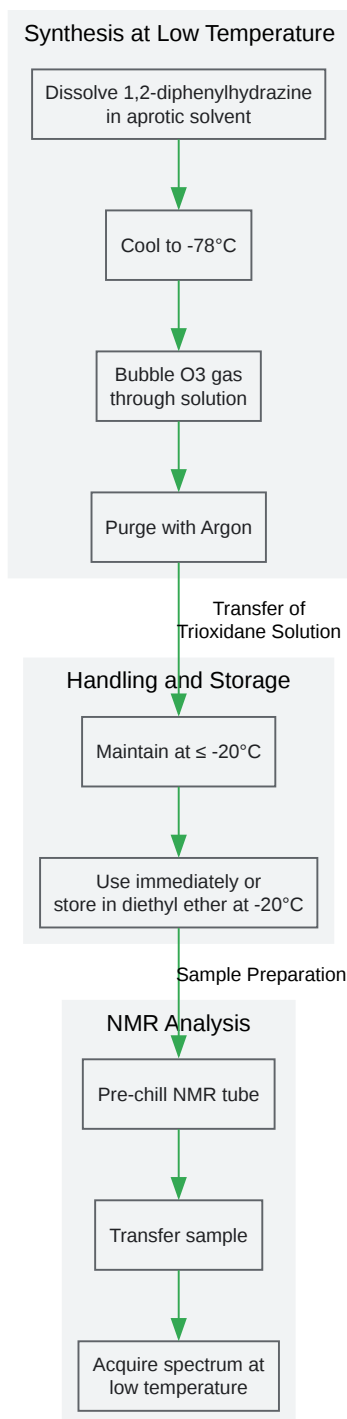 Synthesis at Low Temperature
Dissolve 1,2-diphenylhydrazine
in aprotic solvent
Cool to -78°C
Bubble O3 gas
through solution
Purge with Argon
Transfer of
Trioxidane Solution
Handling and Storage
Maintain at ≤ -20°C
Use immediately or
store in diethyl ether at -20°C
Sample Preparation
NMR Analysis
Pre-chill NMR tube
Transfer sample
Acquire spectrum at
low temperature